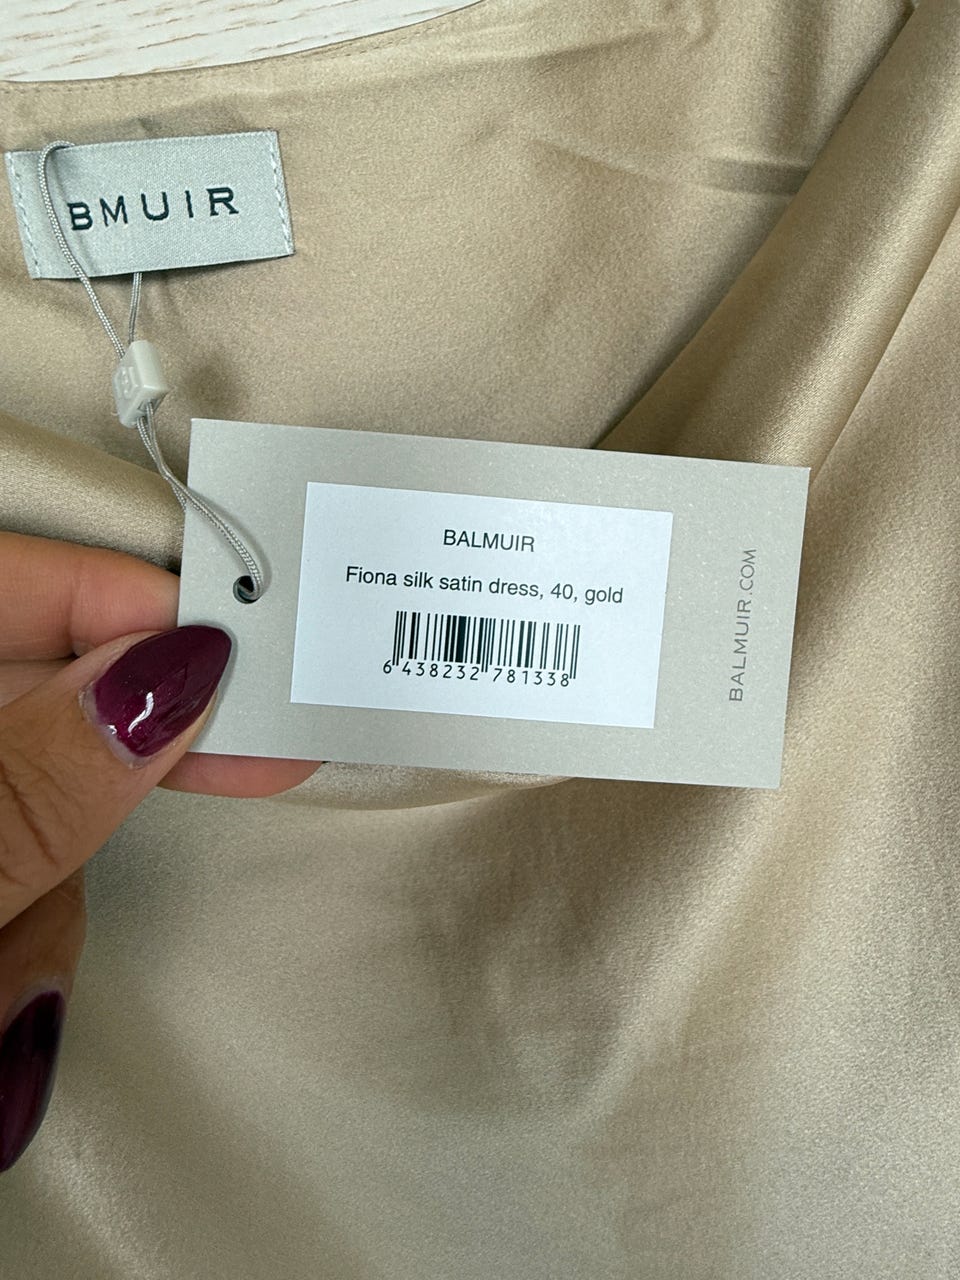 BMUIR
BALMUIR
Fiona silk satin dress, 40, gold
6 438232 781338
BALMUIR.COM